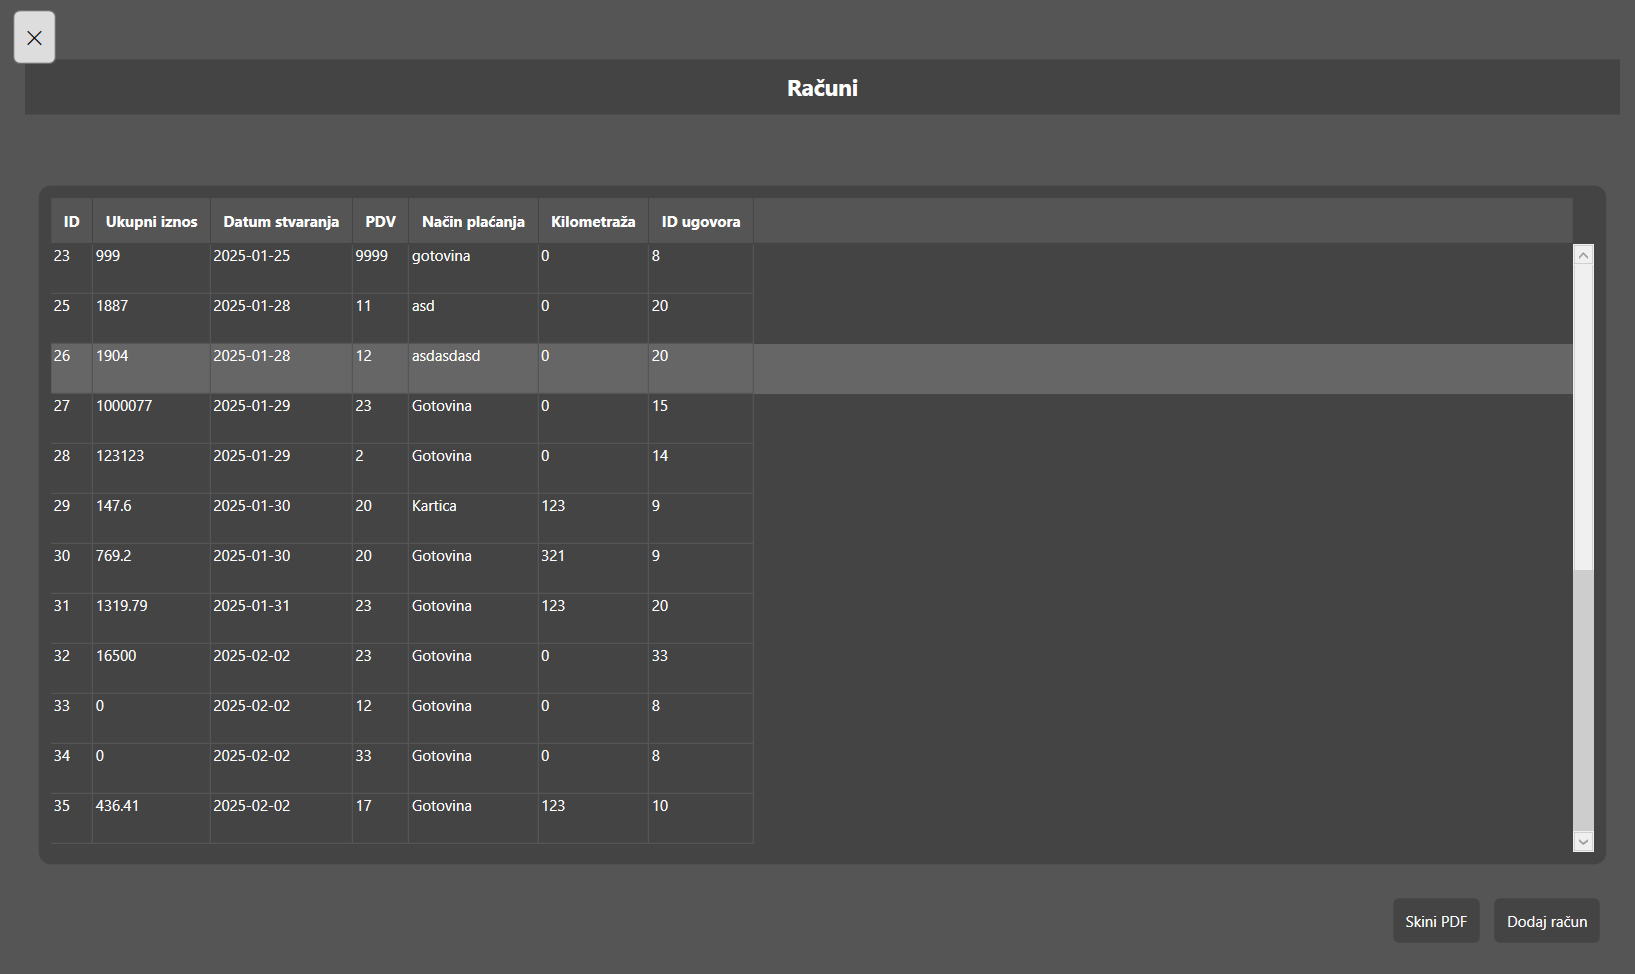 Računi
ID Ukupni iznos Datum stvaranja PDV Način plaćanja Kilometraža ID ugovora
23 999 2025-01-25 9999 gotovina 0 8
25 1887 2025-01-28 11 asd 0 20
26 1904 2025-01-28 12 asdasdasd 0 20
27 1000077 2025-01-29 23 Gotovina 0 15
28 123123 2025-01-29 2 Gotovina 0 14
29 147.6 2025-01-30 20 Kartica 123 9
30 769.2 2025-01-30 20 Gotovina 321 9
31 1319.79 2025-01-31 23 Gotovina 123 20
32 16500 2025-02-02 23 Gotovina 0 33
33 0 2025-02-02 12 Gotovina 0 8
34 0 2025-02-02 33 Gotovina 0 8
35 436.41 2025-02-02 17 Gotovina 123 10
Skini PDF Dodaj račun